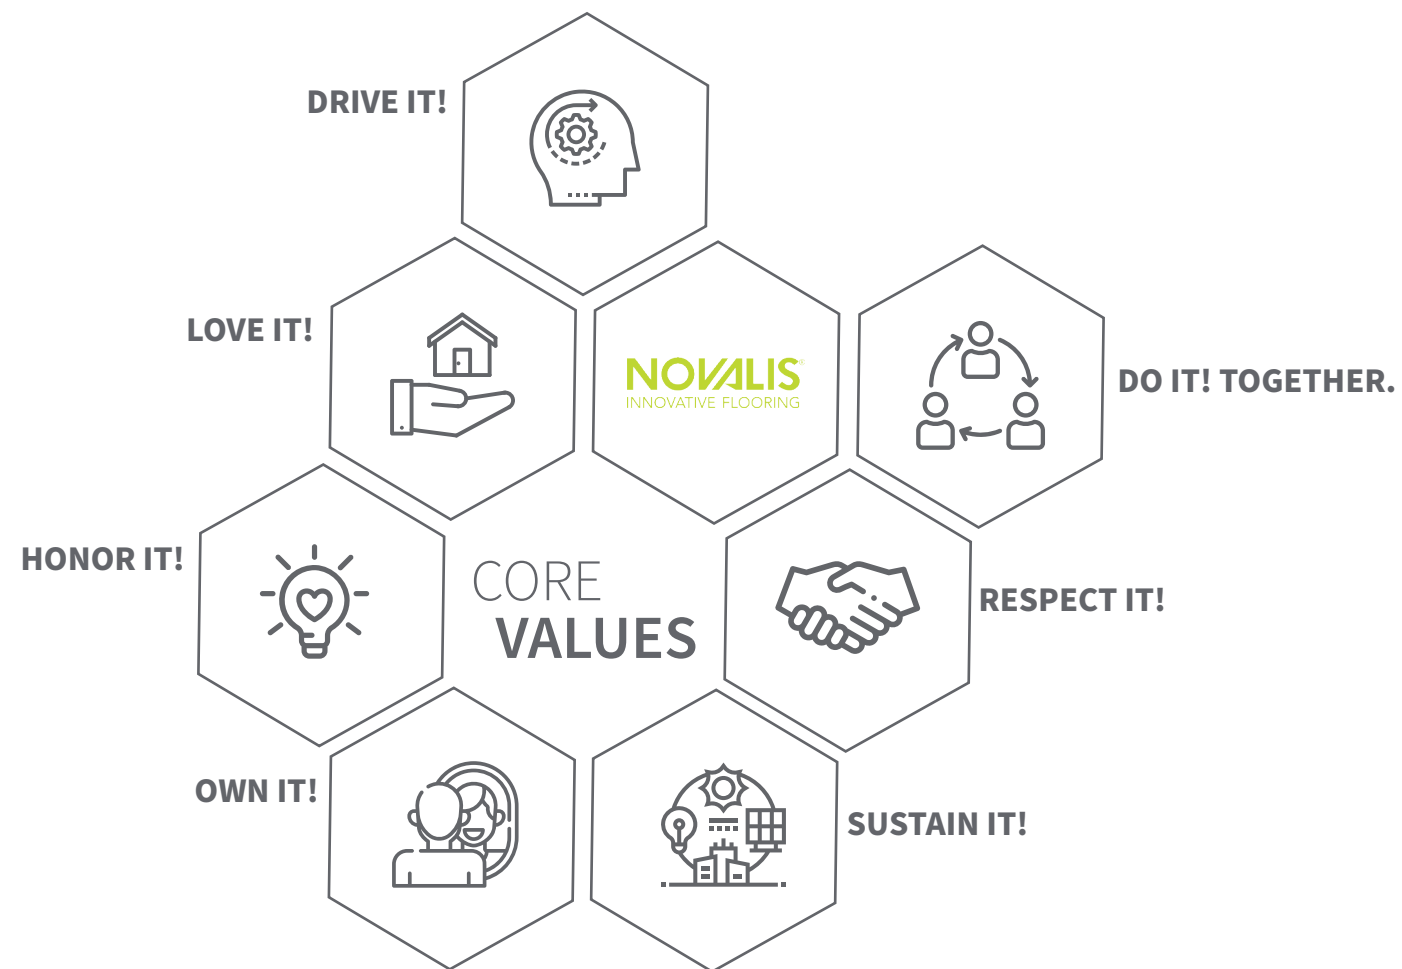 DRIVE IT!
LOVE IT!
NOVALIS®
INNOVATIVE FLOORING
DO IT! TOGETHER.
HONOR IT!
CORE
VALUES
RESPECT IT!
OWN IT!
SUSTAIN IT!